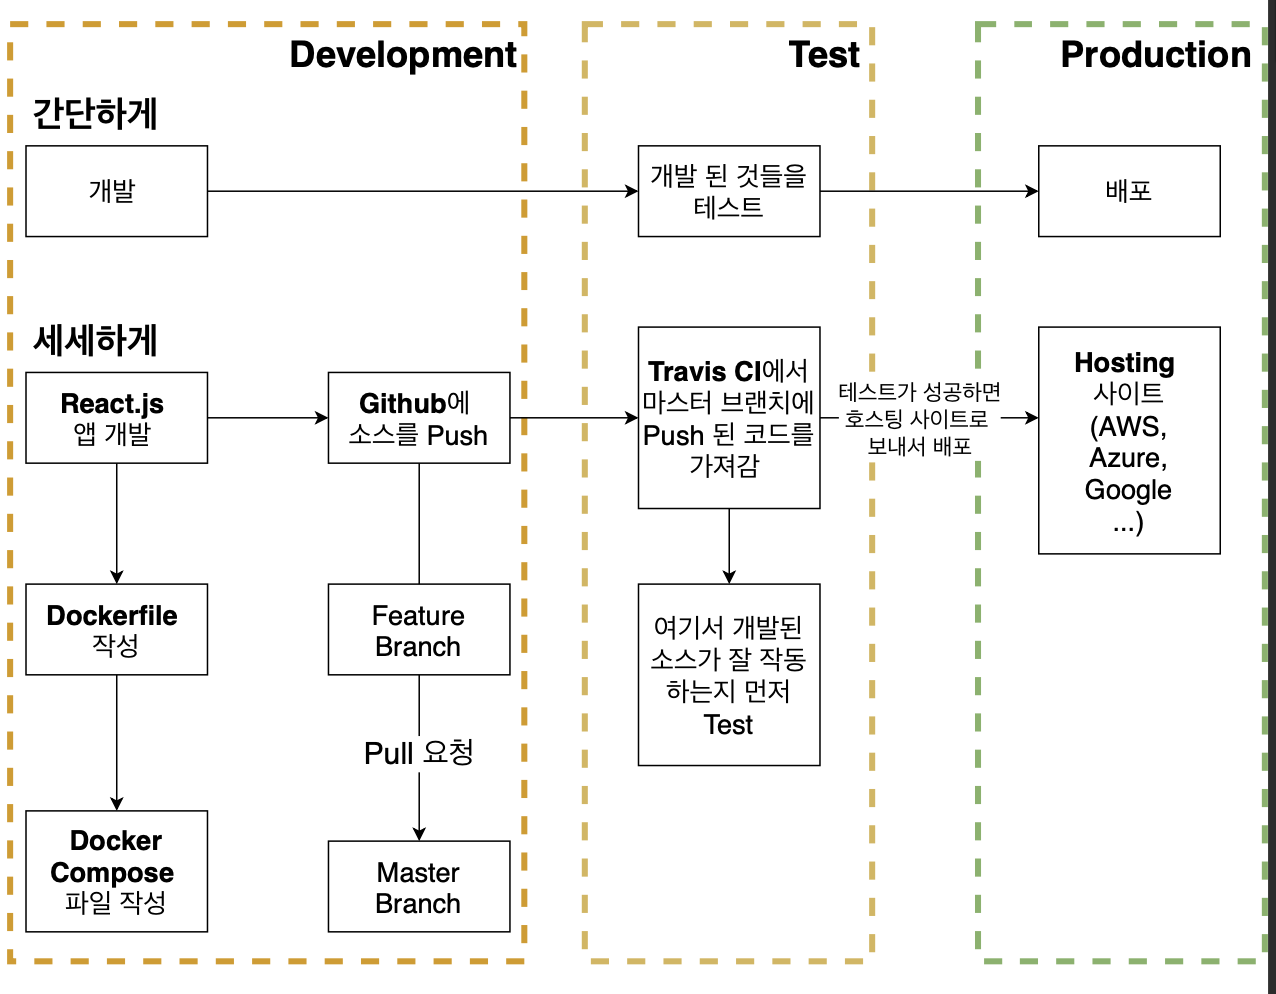 Development
Test
Production
간단하게
개발
개발 된 것들을
테스트
배포
세세하게
React.js
앱 개발
Github에
소스를 Push
Travis CI에서
마스터 브랜치에
Push 된 코드를
가져감
테스트가 성공하면
호스팅 사이트로
보내서 배포
Hosting
사이트
(AWS,
Azure,
Google
...)
Dockerfile
작성
Feature
Branch
여기서 개발된
소스가 잘 작동
하는지 먼저
Test
Pull 요청
Docker
Compose
파일 작성
Master
Branch